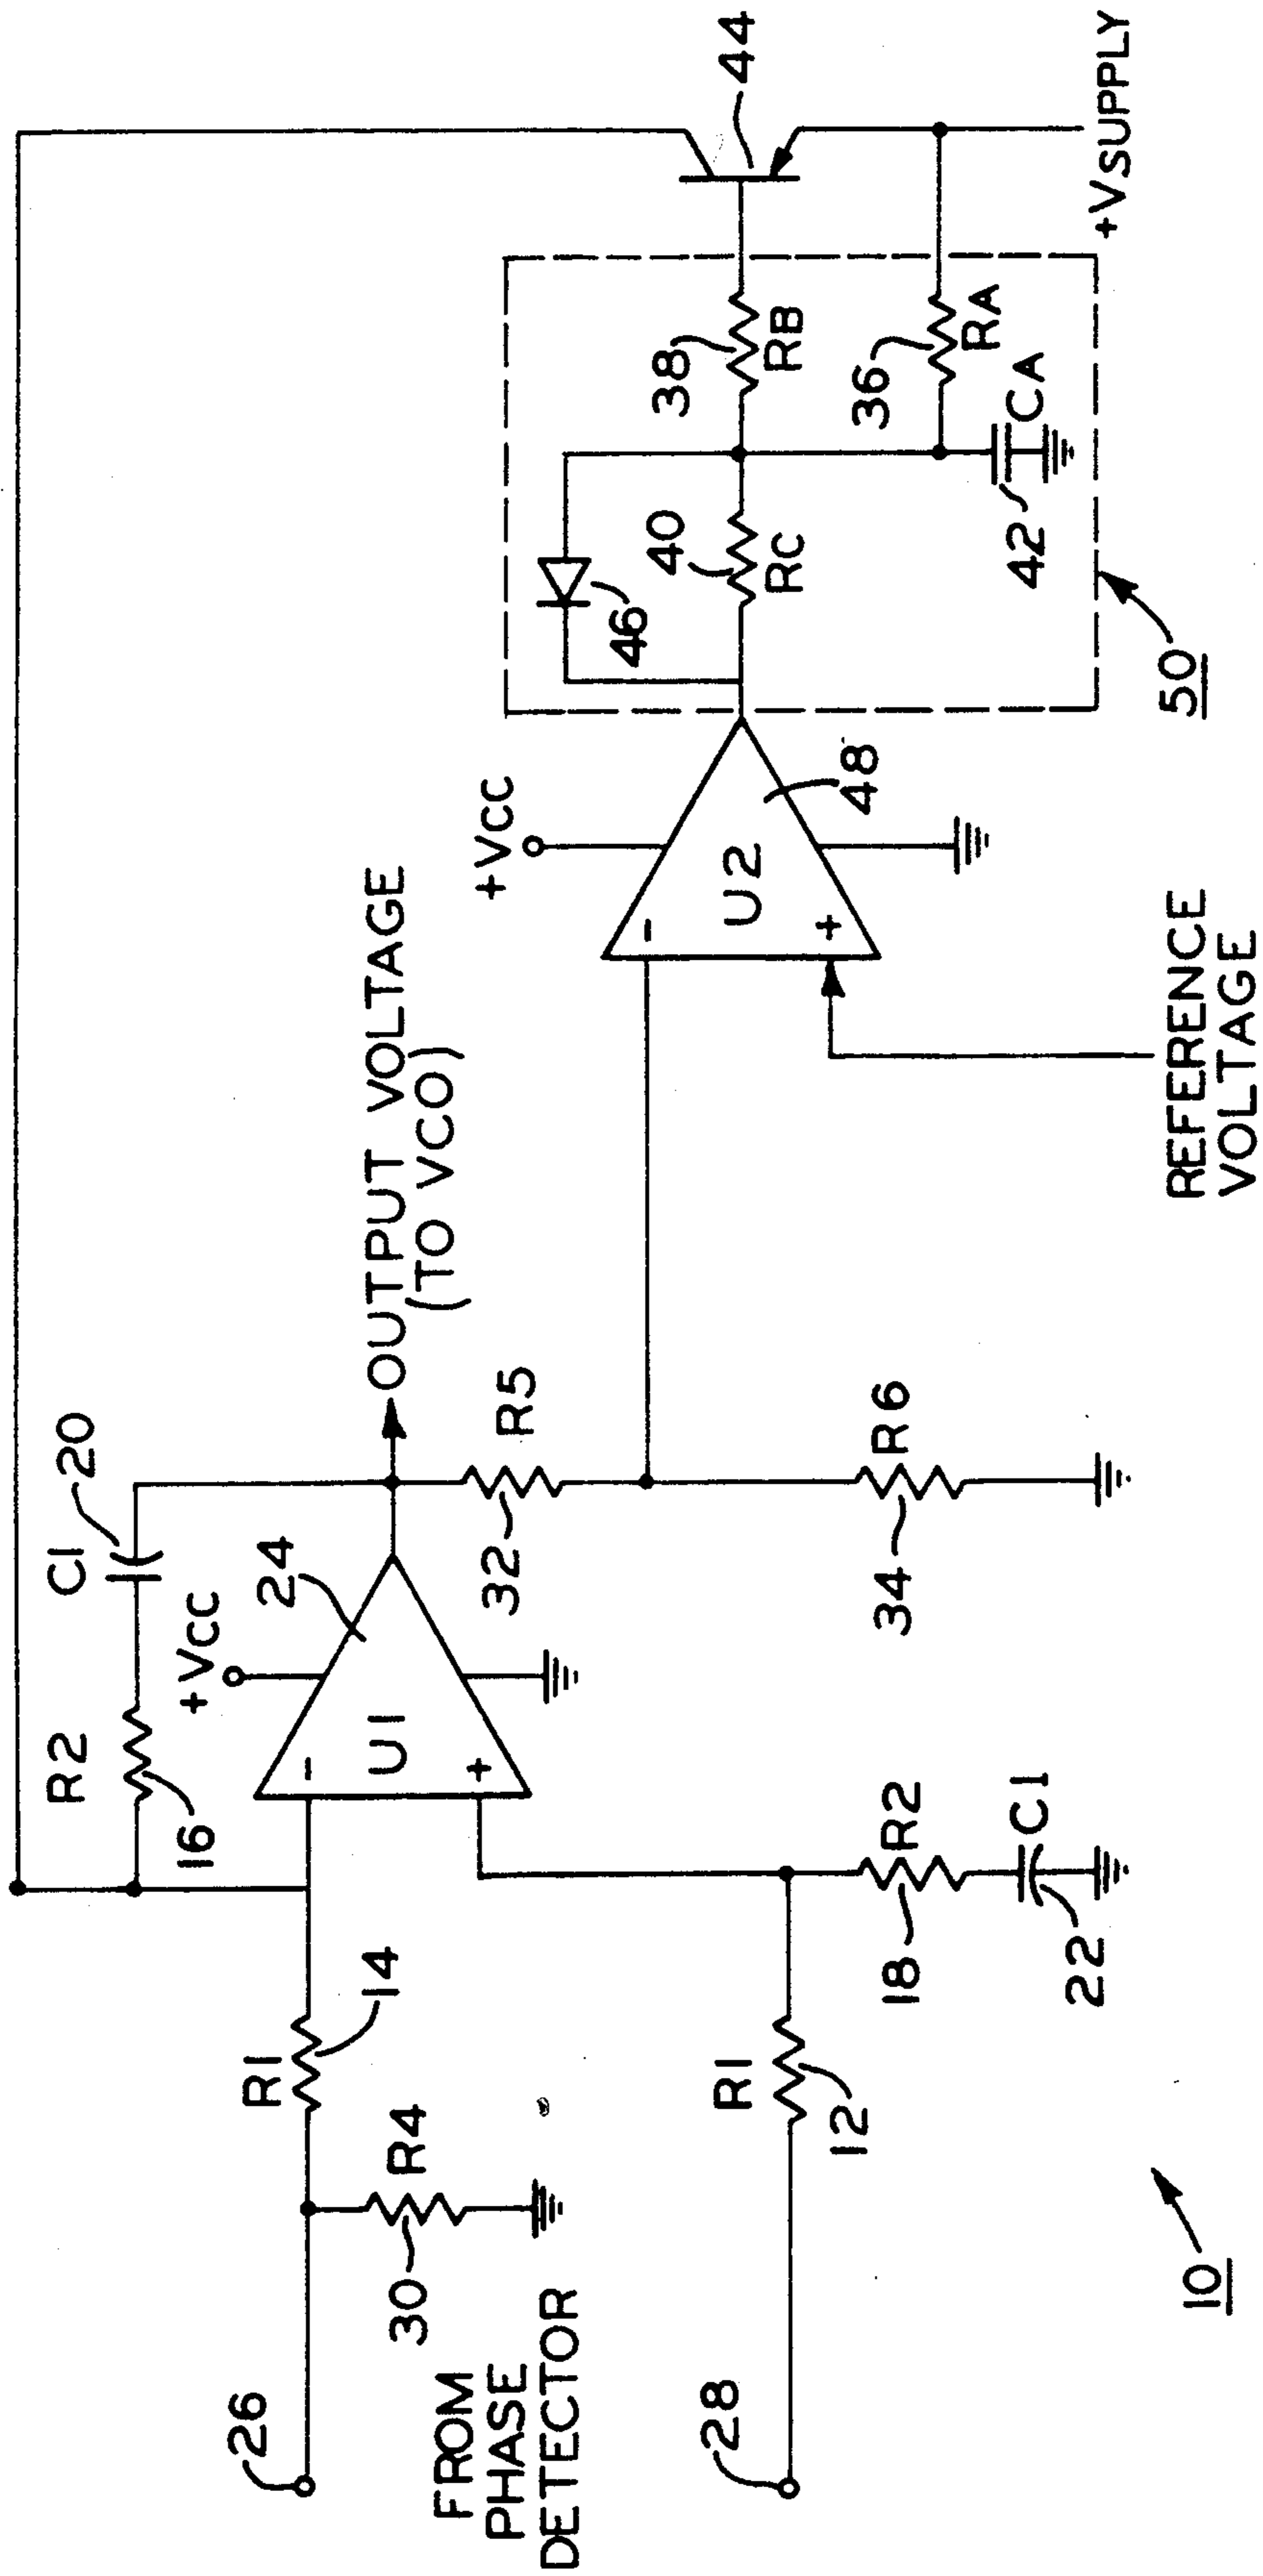 C1
20
R2
16
+VCC
24
U1
-
+
OUTPUT VOLTAGE
(TO VCO)
R1
14
R4
30
26
FROM
PHASE
DETECTOR
28
R1
12
R2
18
C1
22
32
R5
34
R6
+VCC
U2
-
+
48
REFERENCE
VOLTAGE
46
40
RC
38
RB
36
RA
42
CA
50
44
+VSUPPLY
10